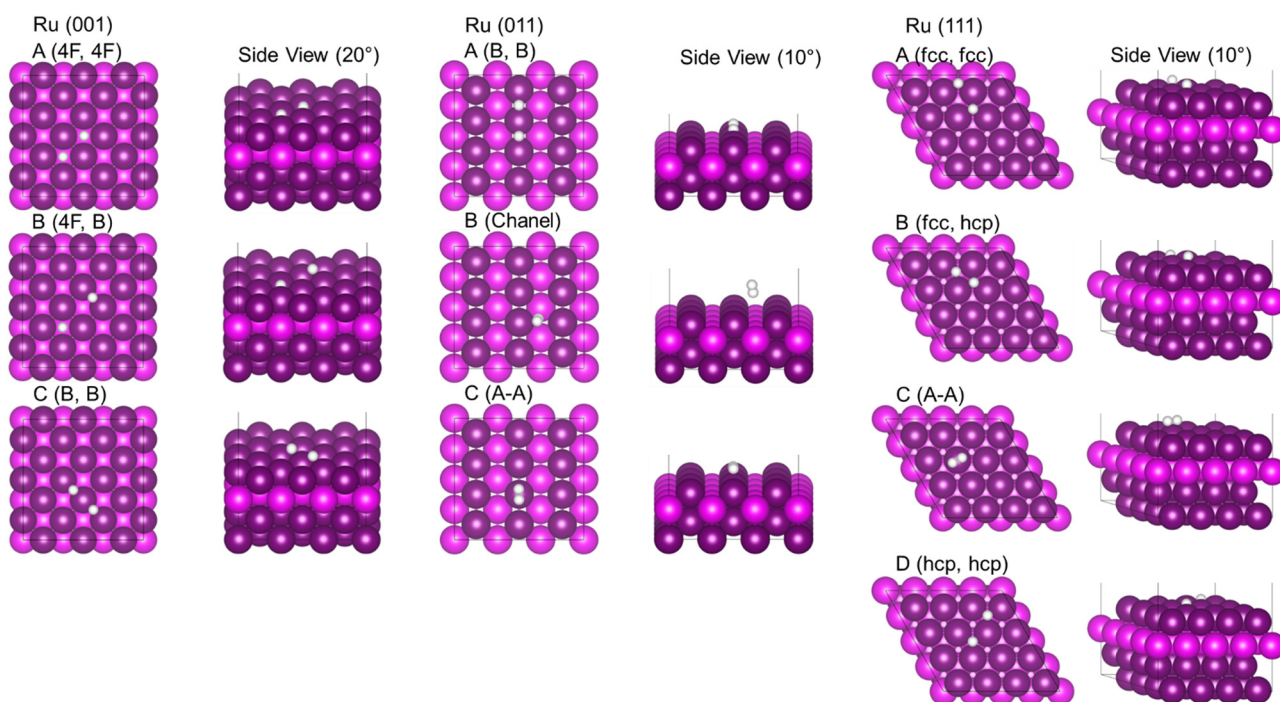 Ru (001)
A (4F, 4F)
Side View (20°)
B (4F, B)
C (B, B)
Ru (011)
A (B, B)
Side View (10°)
B (Chanel)
C (A-A)
Ru (111)
A (fcc, fcc)
Side View (10°)
B (fcc, hcp)
C (A-A)
D (hcp, hcp)